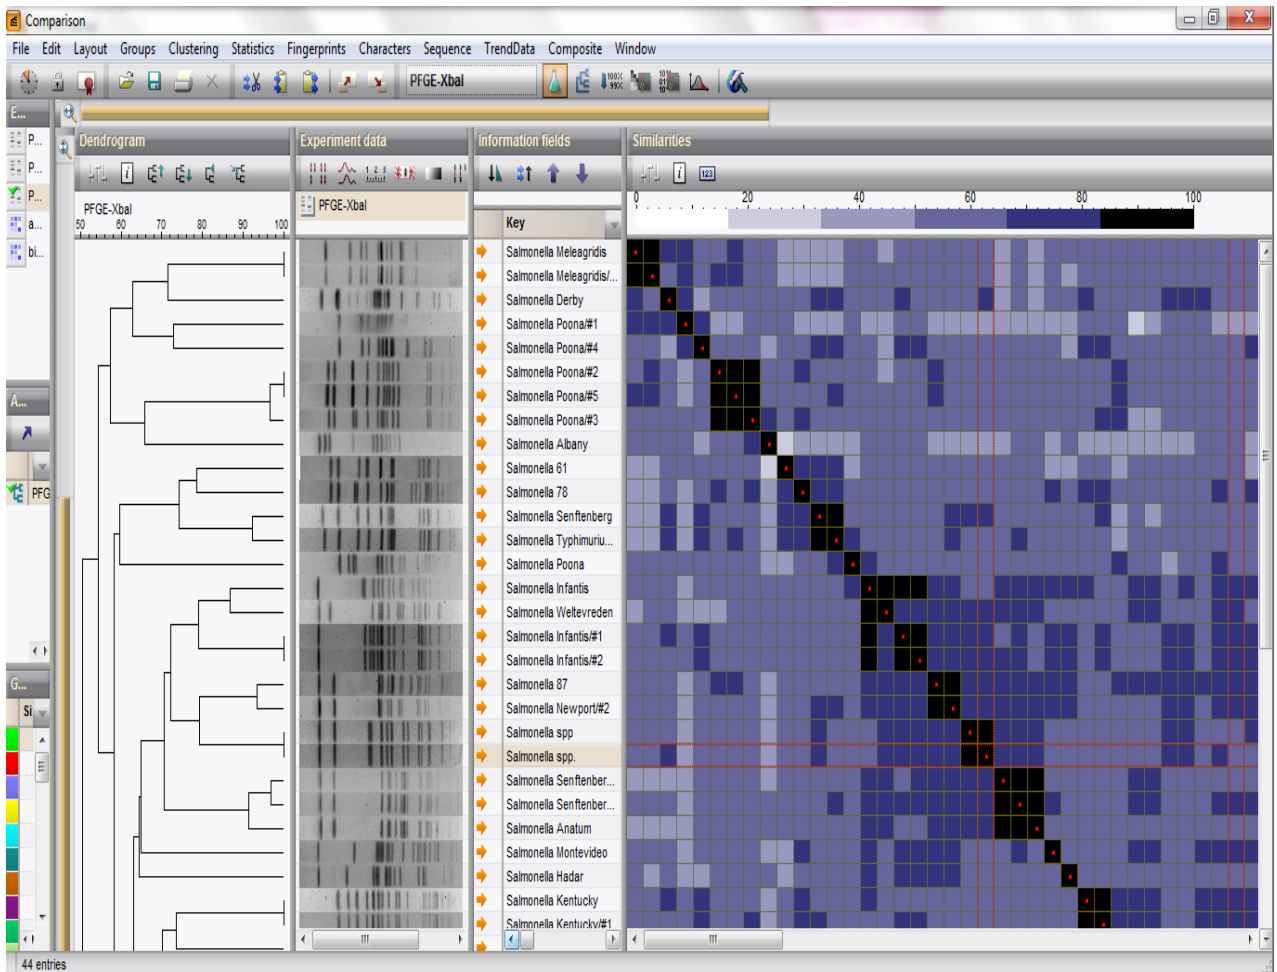 Comparison
File Edit Layout Groups Clustering Statistics Fingerprints Characters Sequence TrendData Composite Window
PFGE-XbaI
E...
P...
P...
P...
a...
bi...
A...
PFG
G...
Si
Dendrogram
PFGE-XbaI
50 60 70 80 90 100
Experiment data
PFGE-XbaI
Information fields
Key
Salmonella Meleagridis
Salmonella Meleagridis/...
Salmonella Derby
Salmonella Poona/#1
Salmonella Poona/#4
Salmonella Poona/#2
Salmonella Poona/#5
Salmonella Poona/#3
Salmonella Albany
Salmonella 61
Salmonella 78
Salmonella Senftenberg
Salmonella Typhimuriu...
Salmonella Poona
Salmonella Infantis
Salmonella Weltevreden
Salmonella Infantis/#1
Salmonella Infantis/#2
Salmonella 87
Salmonella Newport/#2
Salmonella spp
Salmonella spp.
Salmonella Senftenber...
Salmonella Senftenber...
Salmonella Anatum
Salmonella Montevideo
Salmonella Hadar
Salmonella Kentucky
Salmonella Kentucky/#1
Similarities
0 20 40 60 80 100
44 entries